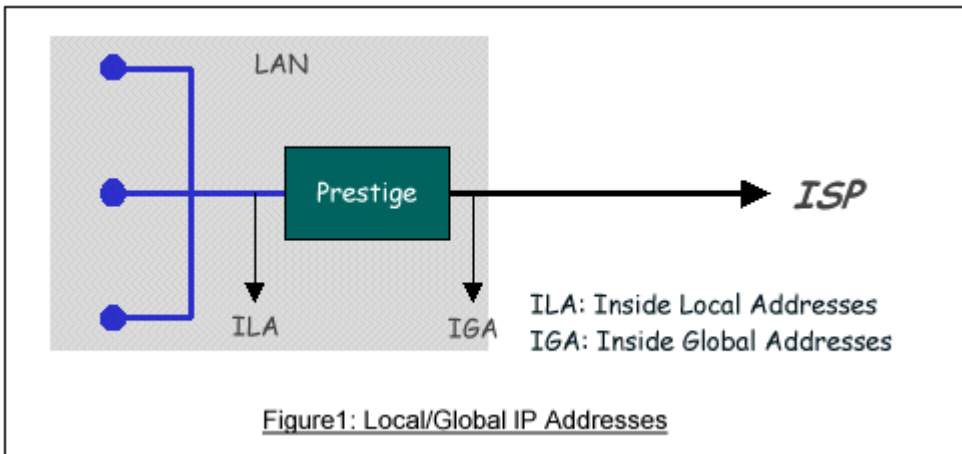 LAN
Prestige
ISP
ILA
IGA
ILA: Inside Local Addresses
IGA: Inside Global Addresses
Figure1: Local/Global IP Addresses